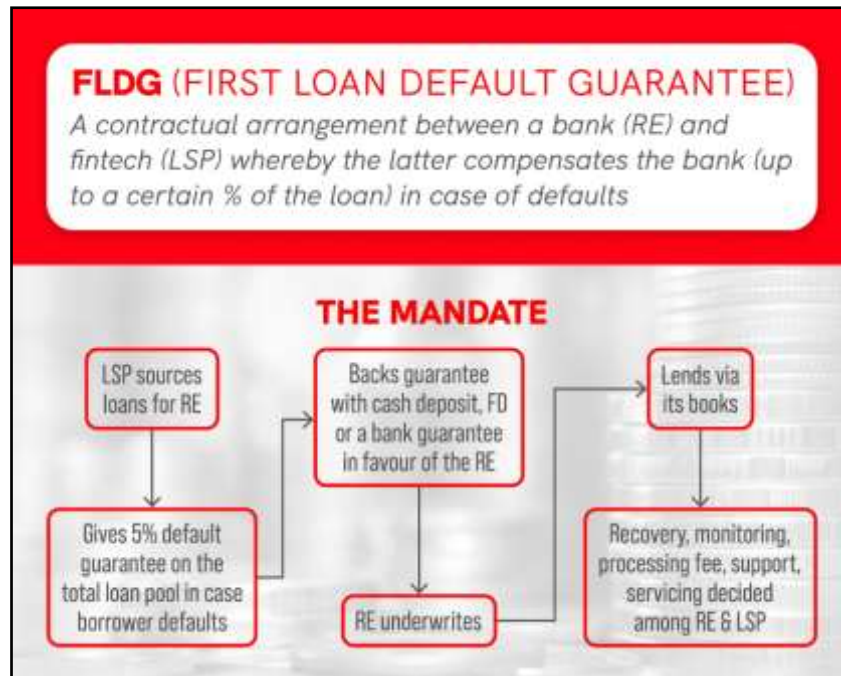 FLDG (FIRST LOAN DEFAULT GUARANTEE)
A contractual arrangement between a bank (RE) and
fintech (LSP) whereby the latter compensates the bank (up
to a certain % of the loan) in case of defaults
THE MANDATE
LSP sources
loans for RE
Gives 5% default
guarantee on the
total loan pool in case
borrower defaults
Backs guarantee
with cash deposit, FD
or a bank guarantee
in favour of the RE
RE underwrites
Lends via
its books
Recovery, monitoring,
processing fee, support,
servicing decided
among RE & LSP